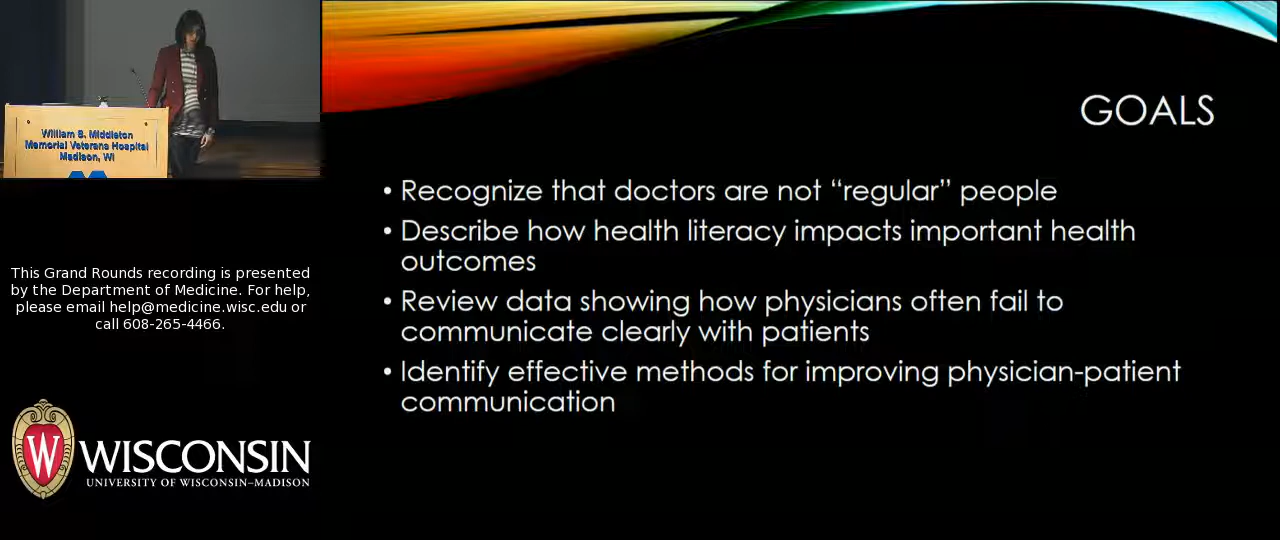 William S. Middleton
Memorial Veterans Hospital
Madison, WI
This Grand Rounds recording is presented
by the Department of Medicine. For help,
please email help@medicine.wisc.edu or
call 608-265-4466.
W
WISCONSIN
UNIVERSITY OF WISCONSIN–MADISON
GOALS
• Recognize that doctors are not “regular” people
• Describe how health literacy impacts important health
outcomes
• Review data showing how physicians often fail to
communicate clearly with patients
• Identify effective methods for improving physician-patient
communication